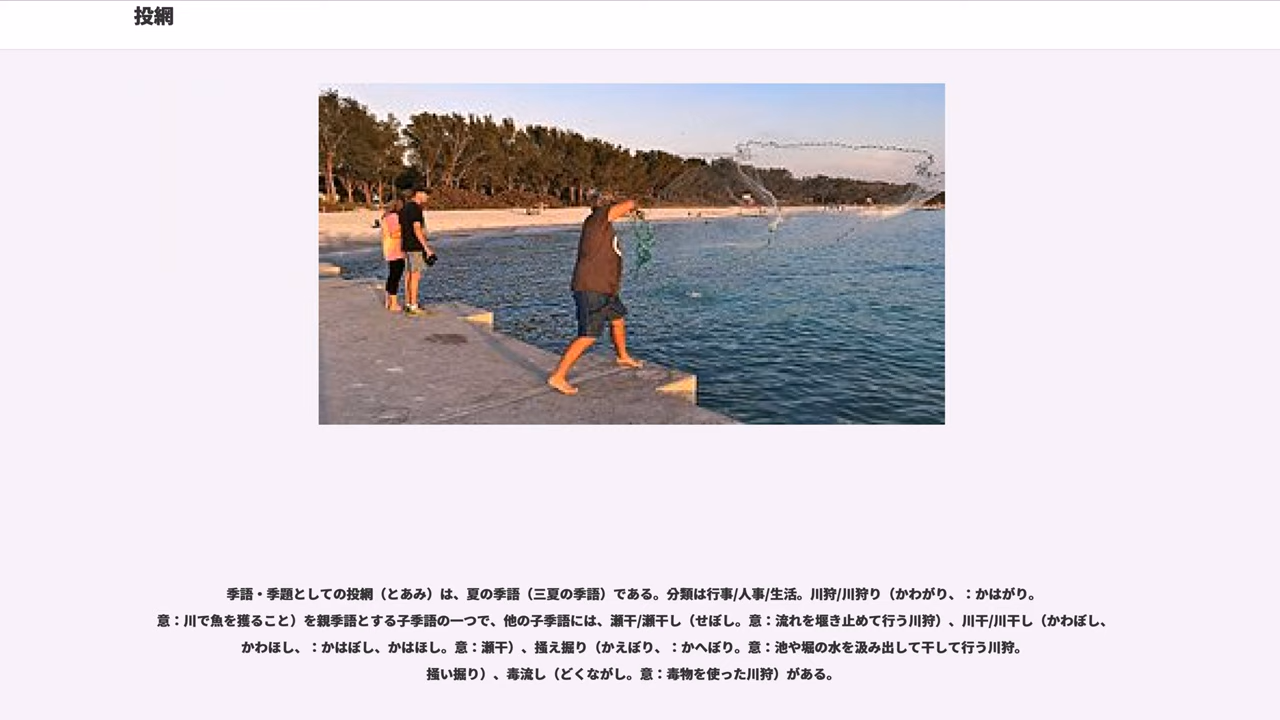 投網
季語・季題としての投網（とあみ）は、夏の季語（三夏の季語）である。分類は行事/人事/生活。川狩/川狩り（かわがり、：かはがり。
意：川で魚を獲ること）を親季語とする子季語の一つで、他の子季語には、瀬干/瀬干し（せぼし。意：流れを堰き止めて行う川狩）、川干/川干し（かわぼし、
かわほし、：かはぼし、かはほし。意：瀬干）、掻え掘り（かえぼり、：かへぼり。意：池や堀の水を汲み出して干して行う川狩。
掻い掘り）、毒流し（どくながし。意：毒物を使った川狩）がある。